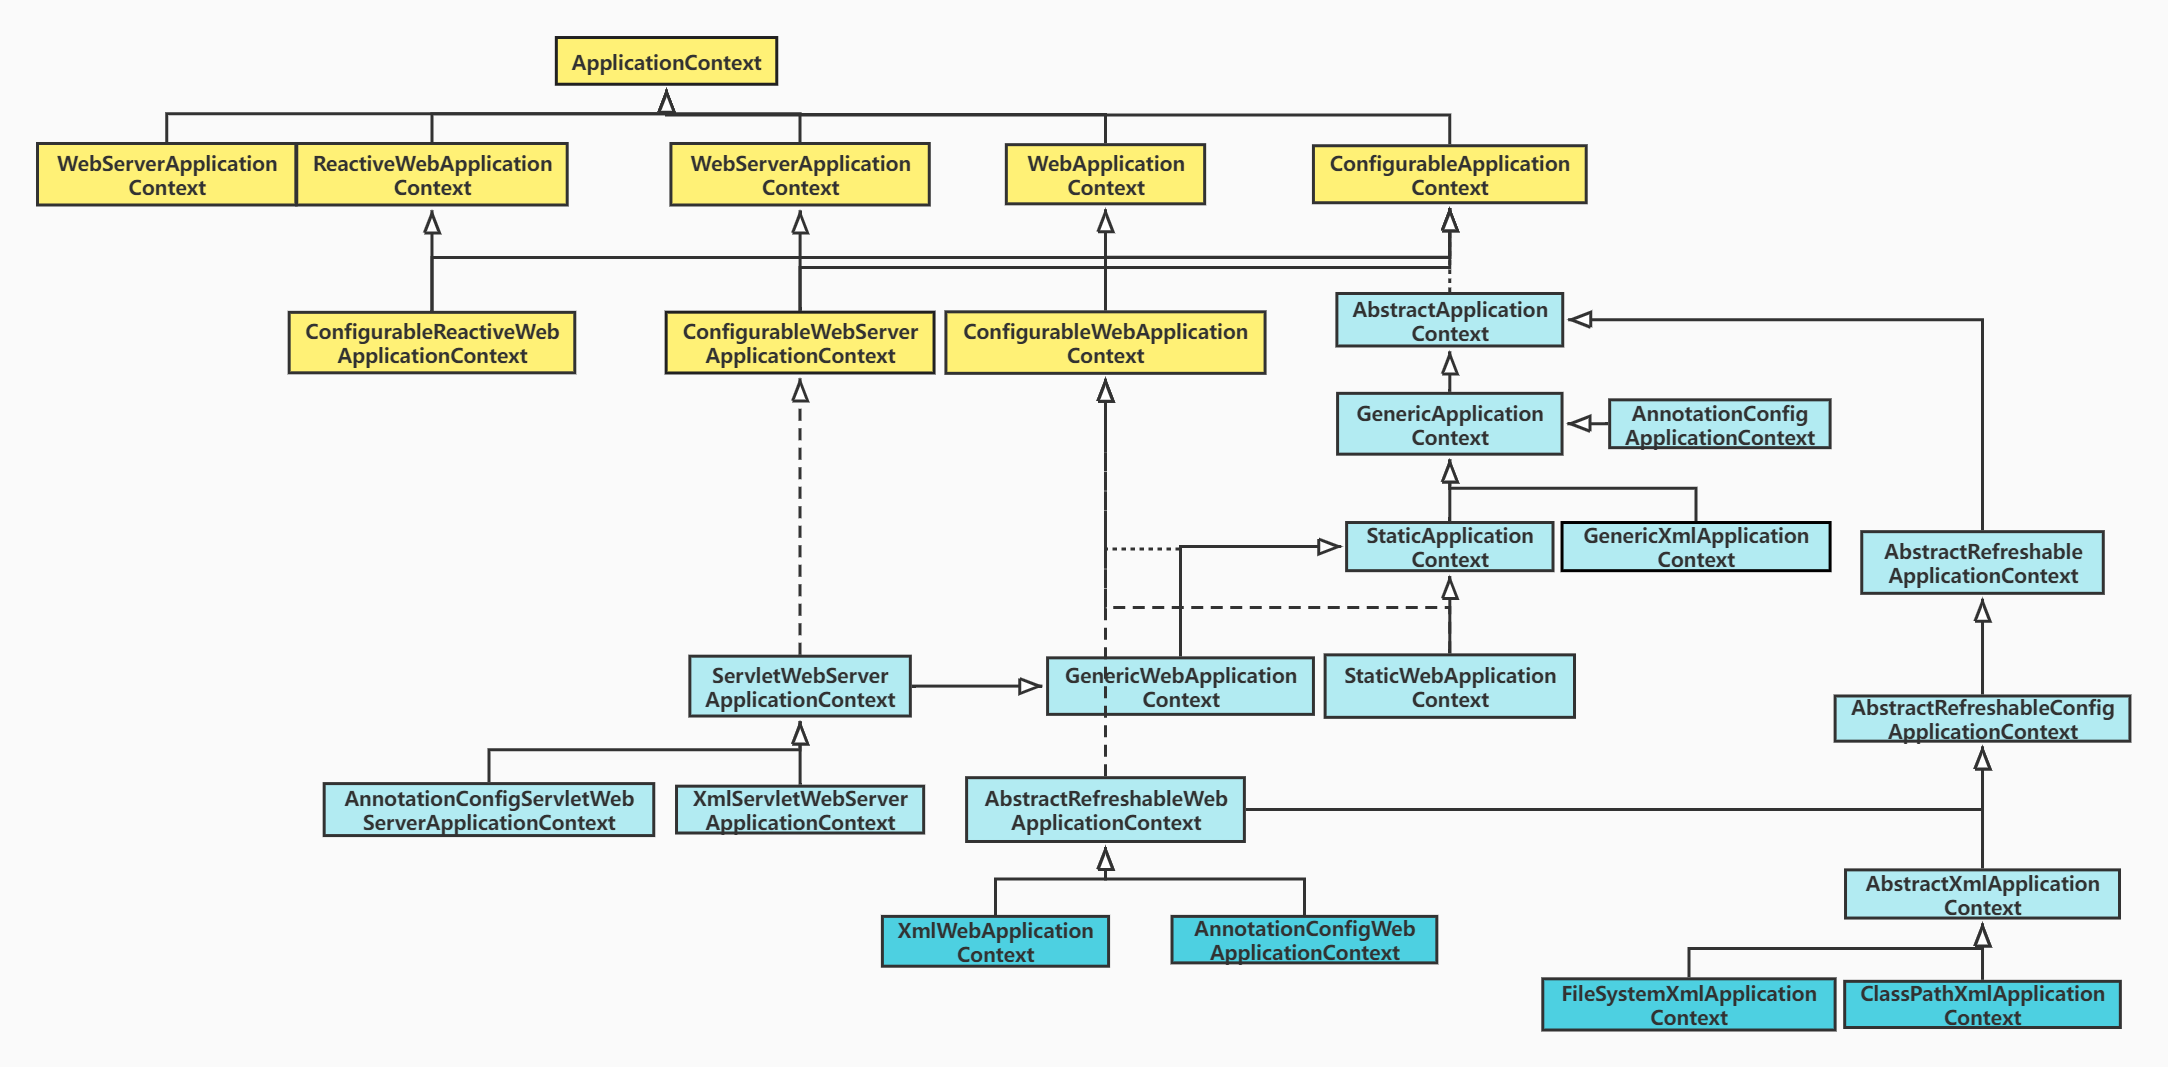 ApplicationContext
WebServerApplication
Context
ReactiveWebApplication
Context
WebServerApplication
Context
WebApplication
Context
ConfigurableApplication
Context
ConfigurableReactiveWeb
ApplicationContext
ConfigurableWebServer
ApplicationContext
ConfigurableWebApplication
Context
AbstractApplication
Context
GenericApplication
Context
AnnotationConfig
ApplicationContext
StaticApplication
Context
GenericXmlApplication
Context
AbstractRefreshable
ApplicationContext
ServletWebServer
ApplicationContext
GenericWebApplication
Context
StaticWebApplication
Context
AbstractRefreshableConfig
ApplicationContext
AnnotationConfigServletWeb
ServerApplicationContext
XmlServletWebServer
ApplicationContext
AbstractRefreshableWeb
ApplicationContext
AbstractXmlApplication
Context
XmlWebApplication
Context
AnnotationConfigWeb
ApplicationContext
FileSystemXmlApplication
Context
ClassPathXmlApplication
Context